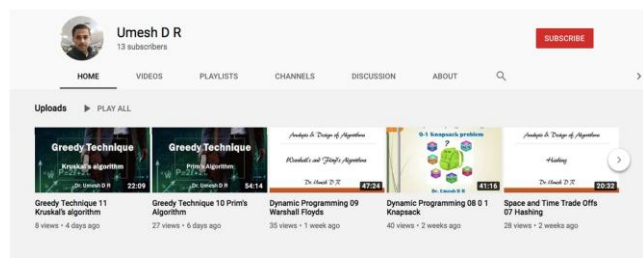 Umesh D R
13 subscribers
SUBSCRIBE
HOME VIDEOS PLAYLISTS CHANNELS DISCUSSION ABOUT
Uploads PLAY ALL
Greedy Technique
Kruskal's algorithm
Dr. Umesh D R
22:09
Greedy Technique
Prim's Algorithm
Dr. Umesh D R
54:14
Analysis & Design of Algorithms
Warshall's and Floyd's Algorithms
Dr. Umesh D R
47:24
0-1 Knapsack problem
Dr. Umesh D R
41:16
Analysis & Design of Algorithms
Hashing
Dr. Umesh D R
20:32
Greedy Technique 11
Kruskal's algorithm
8 views • 4 days ago
Greedy Technique 10 Prim's
Algorithm
27 views • 6 days ago
Dynamic Programming 09
Warshall Floyds
35 views • 1 week ago
Dynamic Programming 08 0 1
Knapsack
40 views • 2 weeks ago
Space and Time Trade Offs
07 Hashing
28 views • 2 weeks ago